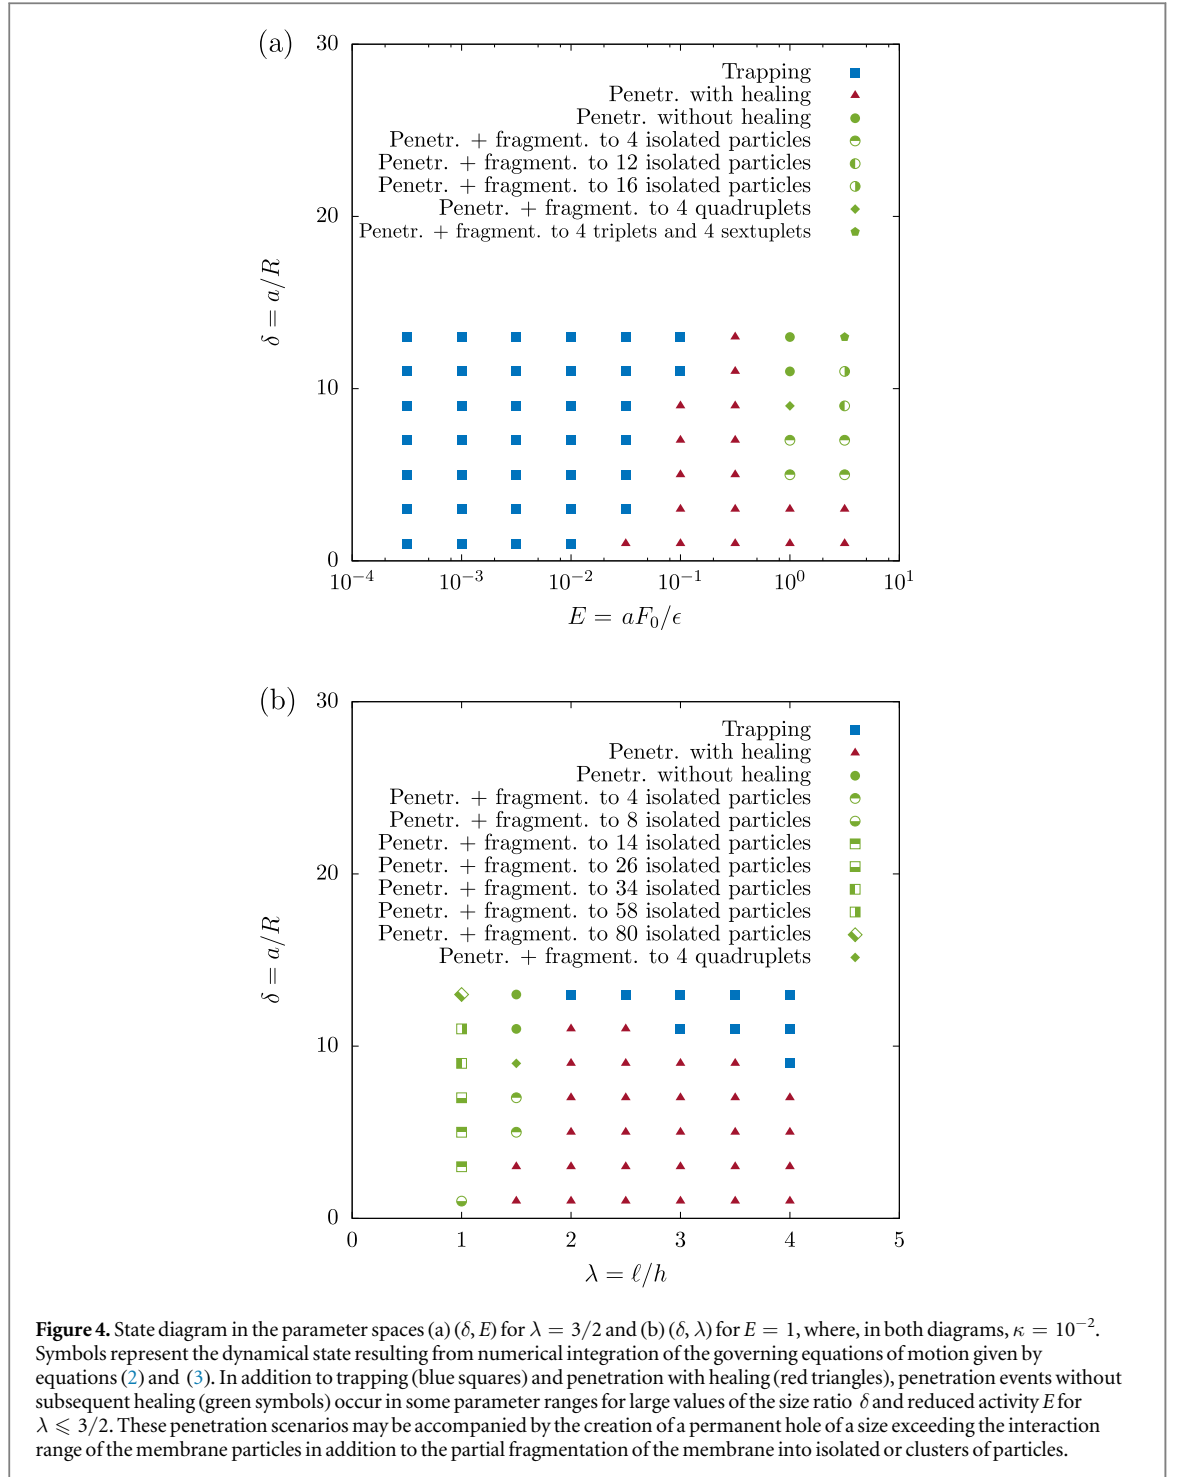 (a)
30
20
10
0
δ = a/R
Trapping
Penetr. with healing
Penetr. without healing
Penetr. + fragment. to 4 isolated particles
Penetr. + fragment. to 12 isolated particles
Penetr. + fragment. to 16 isolated particles
Penetr. + fragment. to 4 quadruplets
Penetr. + fragment. to 4 triplets and 4 sextuplets
10⁻⁴ 10⁻³ 10⁻² 10⁻¹ 10⁰ 10¹
E = aF₀/ϵ
(b)
30
20
10
0
δ = a/R
Trapping
Penetr. with healing
Penetr. without healing
Penetr. + fragment. to 4 isolated particles
Penetr. + fragment. to 8 isolated particles
Penetr. + fragment. to 14 isolated particles
Penetr. + fragment. to 26 isolated particles
Penetr. + fragment. to 34 isolated particles
Penetr. + fragment. to 58 isolated particles
Penetr. + fragment. to 80 isolated particles
Penetr. + fragment. to 4 quadruplets
0 1 2 3 4 5
λ = ℓ/h
Figure 4. State diagram in the parameter spaces (a) (δ, E) for λ = 3/2 and (b) (δ, λ) for E = 1, where, in both diagrams, κ = 10⁻².
Symbols represent the dynamical state resulting from numerical integration of the governing equations of motion given by
equations (2) and (3). In addition to trapping (blue squares) and penetration with healing (red triangles), penetration events without
subsequent healing (green symbols) occur in some parameter ranges for large values of the size ratio δ and reduced activity E for
λ ⩽ 3/2. These penetration scenarios may be accompanied by the creation of a permanent hole of a size exceeding the interaction
range of the membrane particles in addition to the partial fragmentation of the membrane into isolated or clusters of particles.